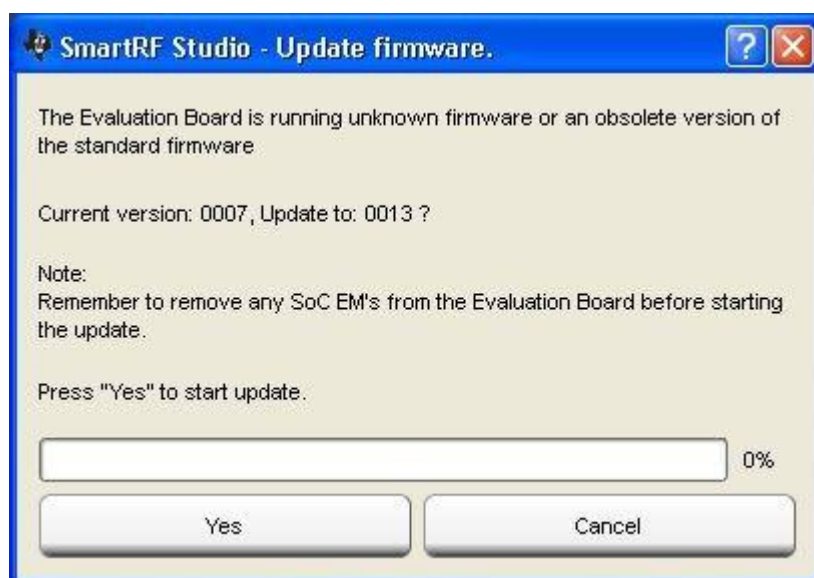 SmartRF Studio - Update firmware.
The Evaluation Board is running unknown firmware or an obsolete version of
the standard firmware
Current version: 0007, Update to: 0013 ?
Note:
Remember to remove any SoC EM's from the Evaluation Board before starting
the update.
Press "Yes" to start update.
0%
Yes
Cancel